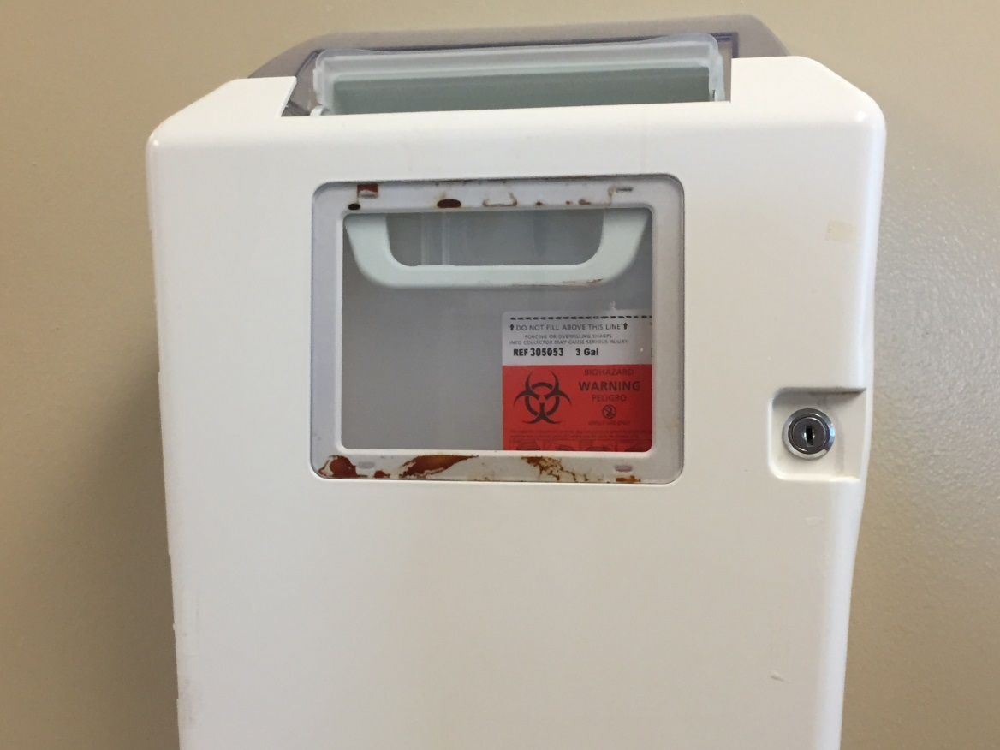 DO NOT FILL ABOVE THIS LINE
FORCING OR OVERFILLING SHARPS
INTO COLLECTOR MAY CAUSE SERIOUS INJURY
REF 305053 3 Gal
BIOHAZARD
WARNING
PELIGRO